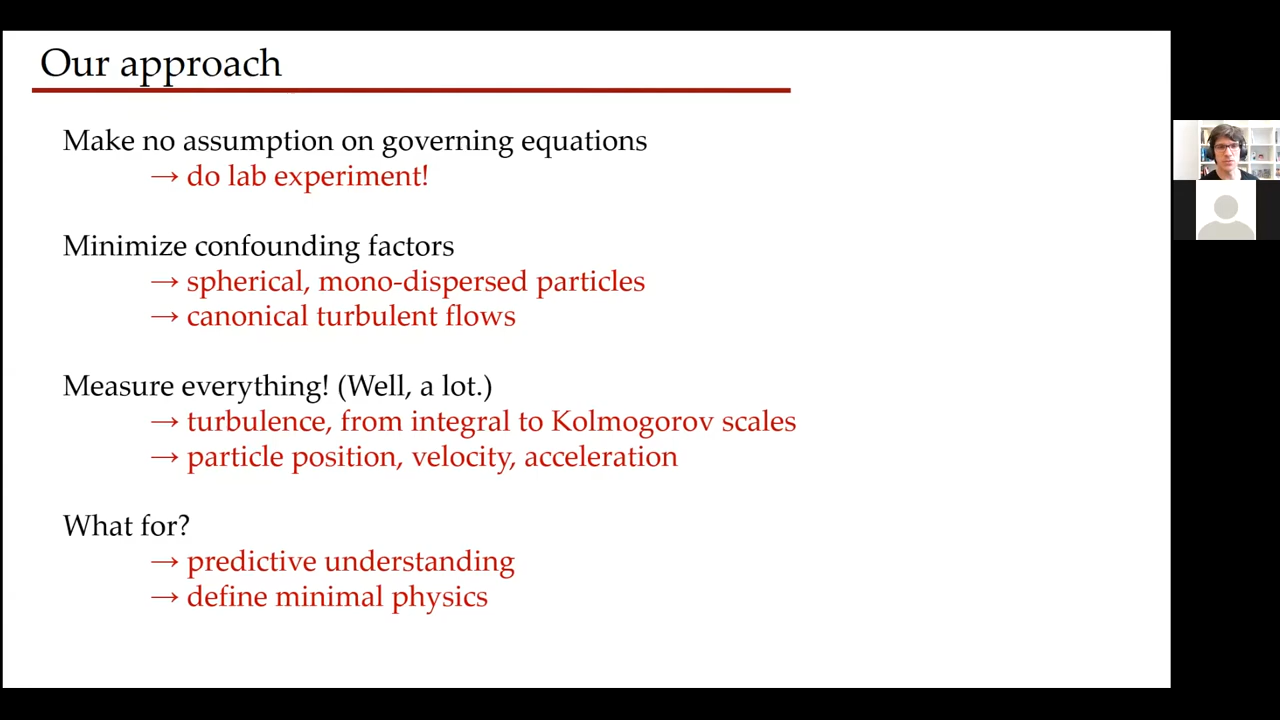 Our approach
Make no assumption on governing equations
→ do lab experiment!
Minimize confounding factors
→ spherical, mono-dispersed particles
→ canonical turbulent flows
Measure everything! (Well, a lot.)
→ turbulence, from integral to Kolmogorov scales
→ particle position, velocity, acceleration
What for?
→ predictive understanding
→ define minimal physics